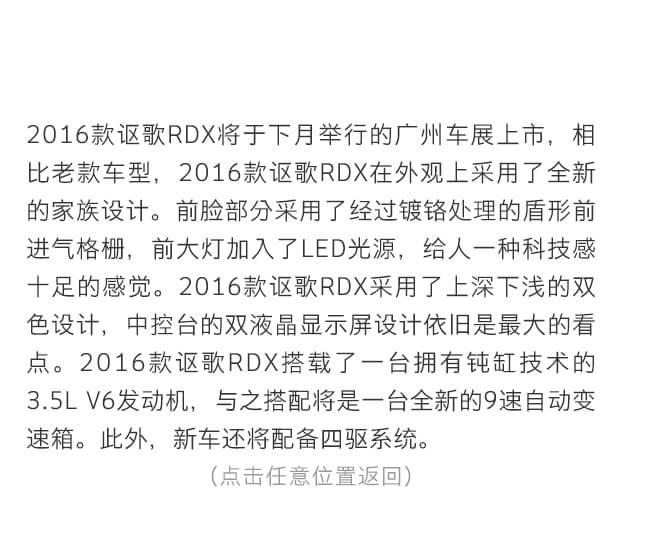 2016款讴歌RDX将于下月举行的广州车展上市，相
比老款车型，2016款讴歌RDX在外观上采用了全新
的家族设计。前脸部分采用了经过镀铬处理的盾形前
进气格栅，前大灯加入了LED光源，给人一种科技感
十足的感觉。2016款讴歌RDX采用了上深下浅的双
色设计，中控台的双液晶显示屏设计依旧是最大的看
点。2016款讴歌RDX搭载了一台拥有钝缸技术的
3.5L V6发动机，与之搭配将是一台全新的9速自动变
速箱。此外，新车还将配备四驱系统。
（点击任意位置返回）